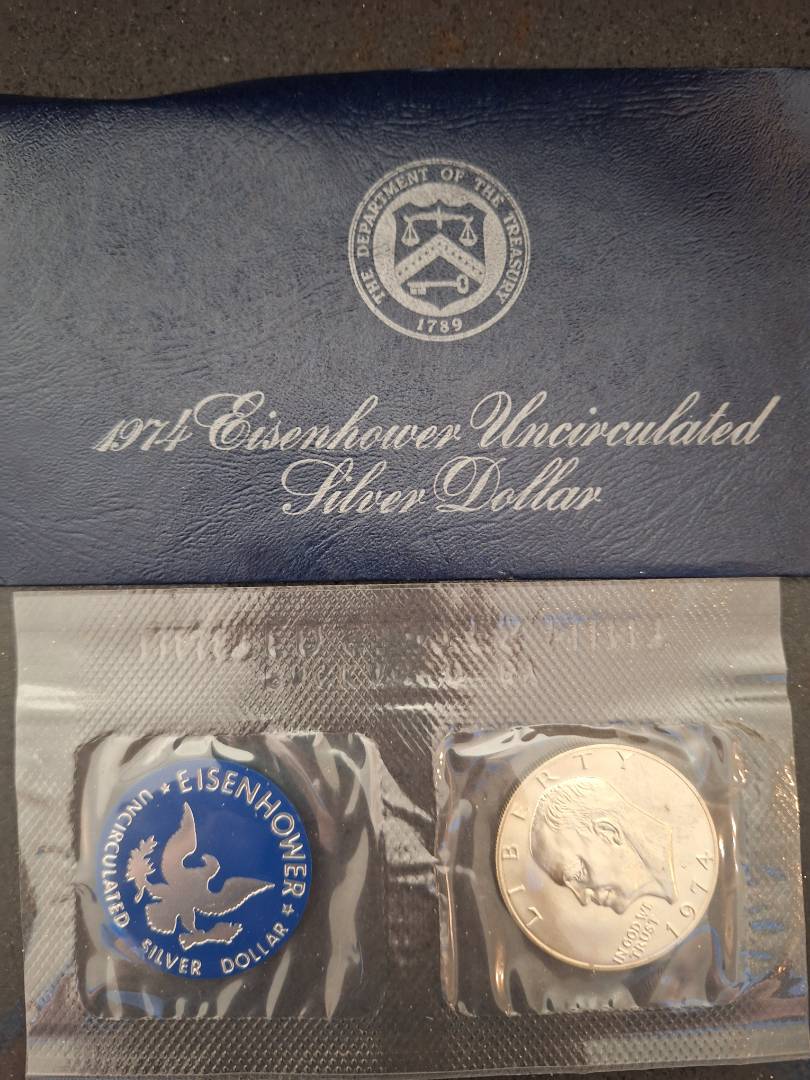 THE DEPARTMENT OF THE TREASURY
1789
1974 Eisenhower Uncirculated
Silver Dollar
EISENHOWER
UNCIRCULATED SILVER DOLLAR
LIBERTY
IN GOD WE
TRUST
1974